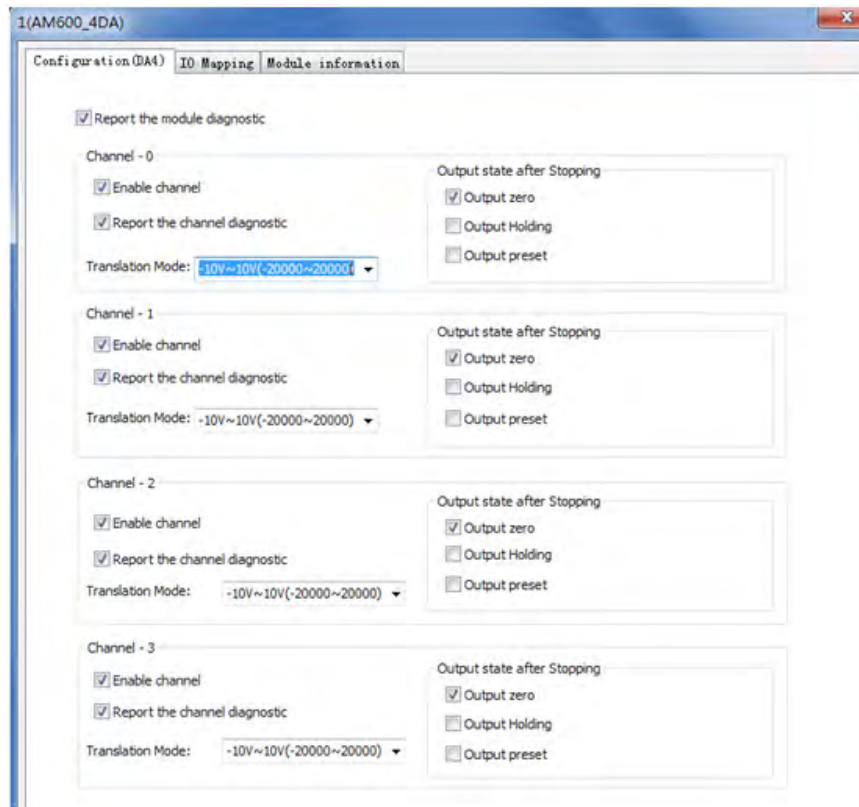 1(AM600_4DA)
Configuration(DA4) IO Mapping Module information
Report the module diagnostic
Channel - 0
Enable channel
Report the channel diagnostic
Translation Mode: -10V~10V(-20000~20000)
Output state after Stopping
Output zero
Output Holding
Output preset
Channel - 1
Enable channel
Report the channel diagnostic
Translation Mode: -10V~10V(-20000~20000)
Output state after Stopping
Output zero
Output Holding
Output preset
Channel - 2
Enable channel
Report the channel diagnostic
Translation Mode: -10V~10V(-20000~20000)
Output state after Stopping
Output zero
Output Holding
Output preset
Channel - 3
Enable channel
Report the channel diagnostic
Translation Mode: -10V~10V(-20000~20000)
Output state after Stopping
Output zero
Output Holding
Output preset